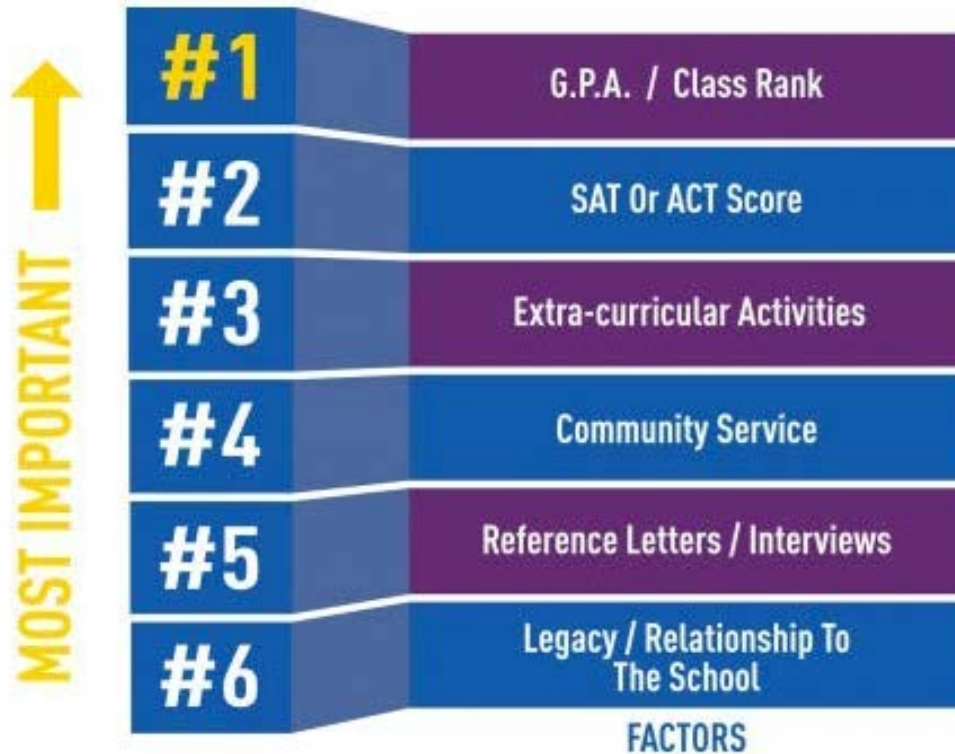 MOST IMPORTANT
#1
G.P.A. / Class Rank
#2
SAT Or ACT Score
#3
Extra-curricular Activities
#4
Community Service
#5
Reference Letters / Interviews
#6
Legacy / Relationship To
The School
FACTORS